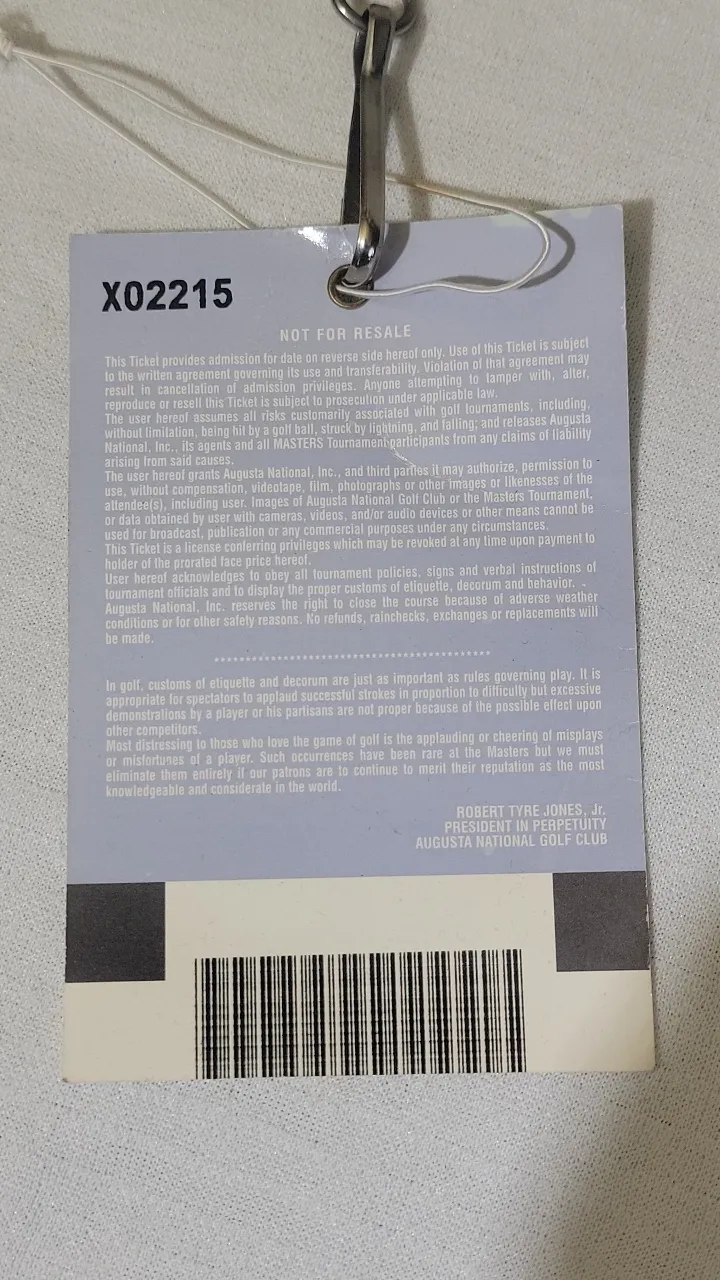 X02215
NOT FOR RESALE
This Ticket provides admission for date on reverse side hereof only. Use of this Ticket is subject
to the written agreement governing its use and transferability. Violation of that agreement may
result in cancellation of admission privileges. Anyone attempting to tamper with, alter,
reproduce or resell this Ticket is subject to prosecution under applicable law.
The user hereof assumes all risks customarily associated with golf tournaments, including,
without limitation, being hit by a golf ball, struck by lightning, and falling; and releases Augusta
National, Inc., its agents and all MASTERS Tournament participants from any claims of liability
arising from said causes.
The user hereof grants Augusta National, Inc., and third parties it may authorize, permission to
use, without compensation, videotape, film, photographs or other images or likenesses of the
attendee(s), including user. Images of Augusta National Golf Club or the Masters Tournament,
or data obtained by user with cameras, videos, and/or audio devices or other means cannot be
used for broadcast, publication or any commercial purposes under any circumstances.
This Ticket is a license conferring privileges which may be revoked at any time upon payment to
holder of the prorated face price hereof.
User hereof acknowledges to obey all tournament policies, signs and verbal instructions of
tournament officials and to display the proper customs of etiquette, decorum and behavior.
Augusta National, Inc. reserves the right to close the course because of adverse weather
conditions or for other safety reasons. No refunds, rainchecks, exchanges or replacements will
be made.
In golf, customs of etiquette and decorum are just as important as rules governing play. It is
appropriate for spectators to applaud successful strokes in proportion to difficulty but excessive
demonstrations by a player or his partisans are not proper because of the possible effect upon
other competitors.
Most distressing to those who love the game of golf is the applauding or cheering of misplays
or misfortunes of a player. Such occurrences have been rare at the Masters but we must
eliminate them entirely if our patrons are to continue to merit their reputation as the most
knowledgeable and considerate in the world.
ROBERT TYRE JONES, Jr.
PRESIDENT IN PERPETUITY
AUGUSTA NATIONAL GOLF CLUB